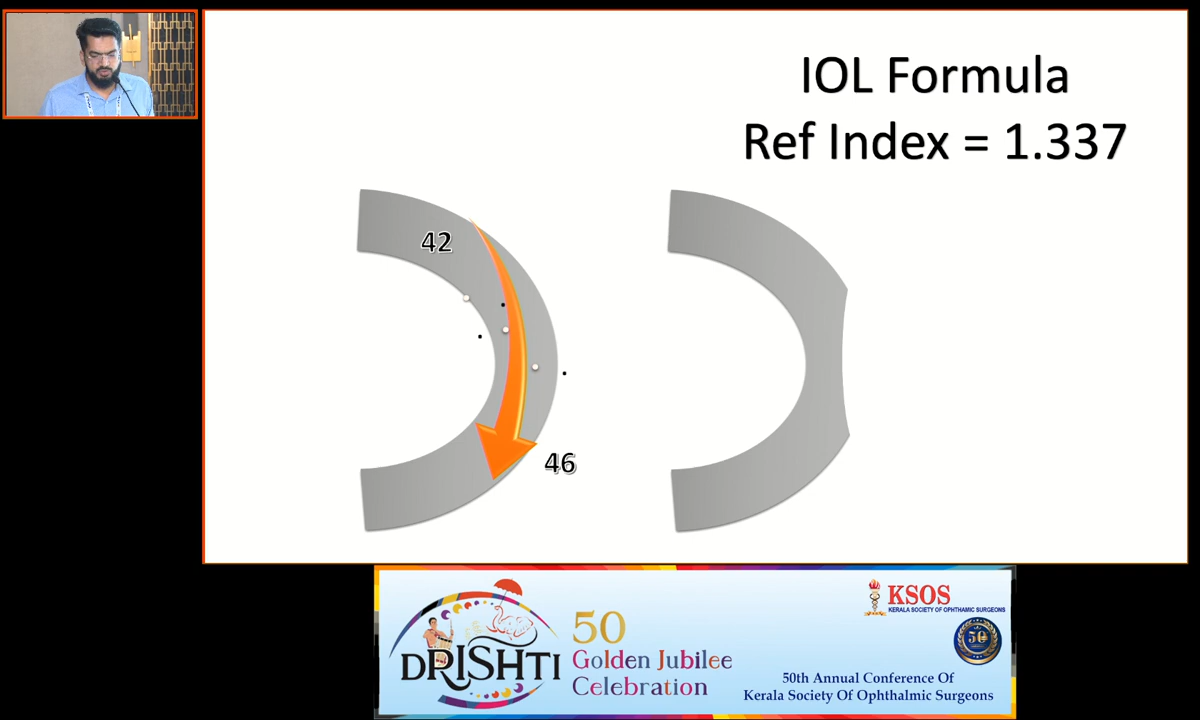 IOL Formula
Ref Index = 1.337
42
46
DRISHTI
50
Golden Jubilee
Celebration
KSOS
KERALA SOCIETY OF OPHTHAMIC SURGEONS
50
50th Annual Conference Of
Kerala Society Of Ophthalmic Surgeons